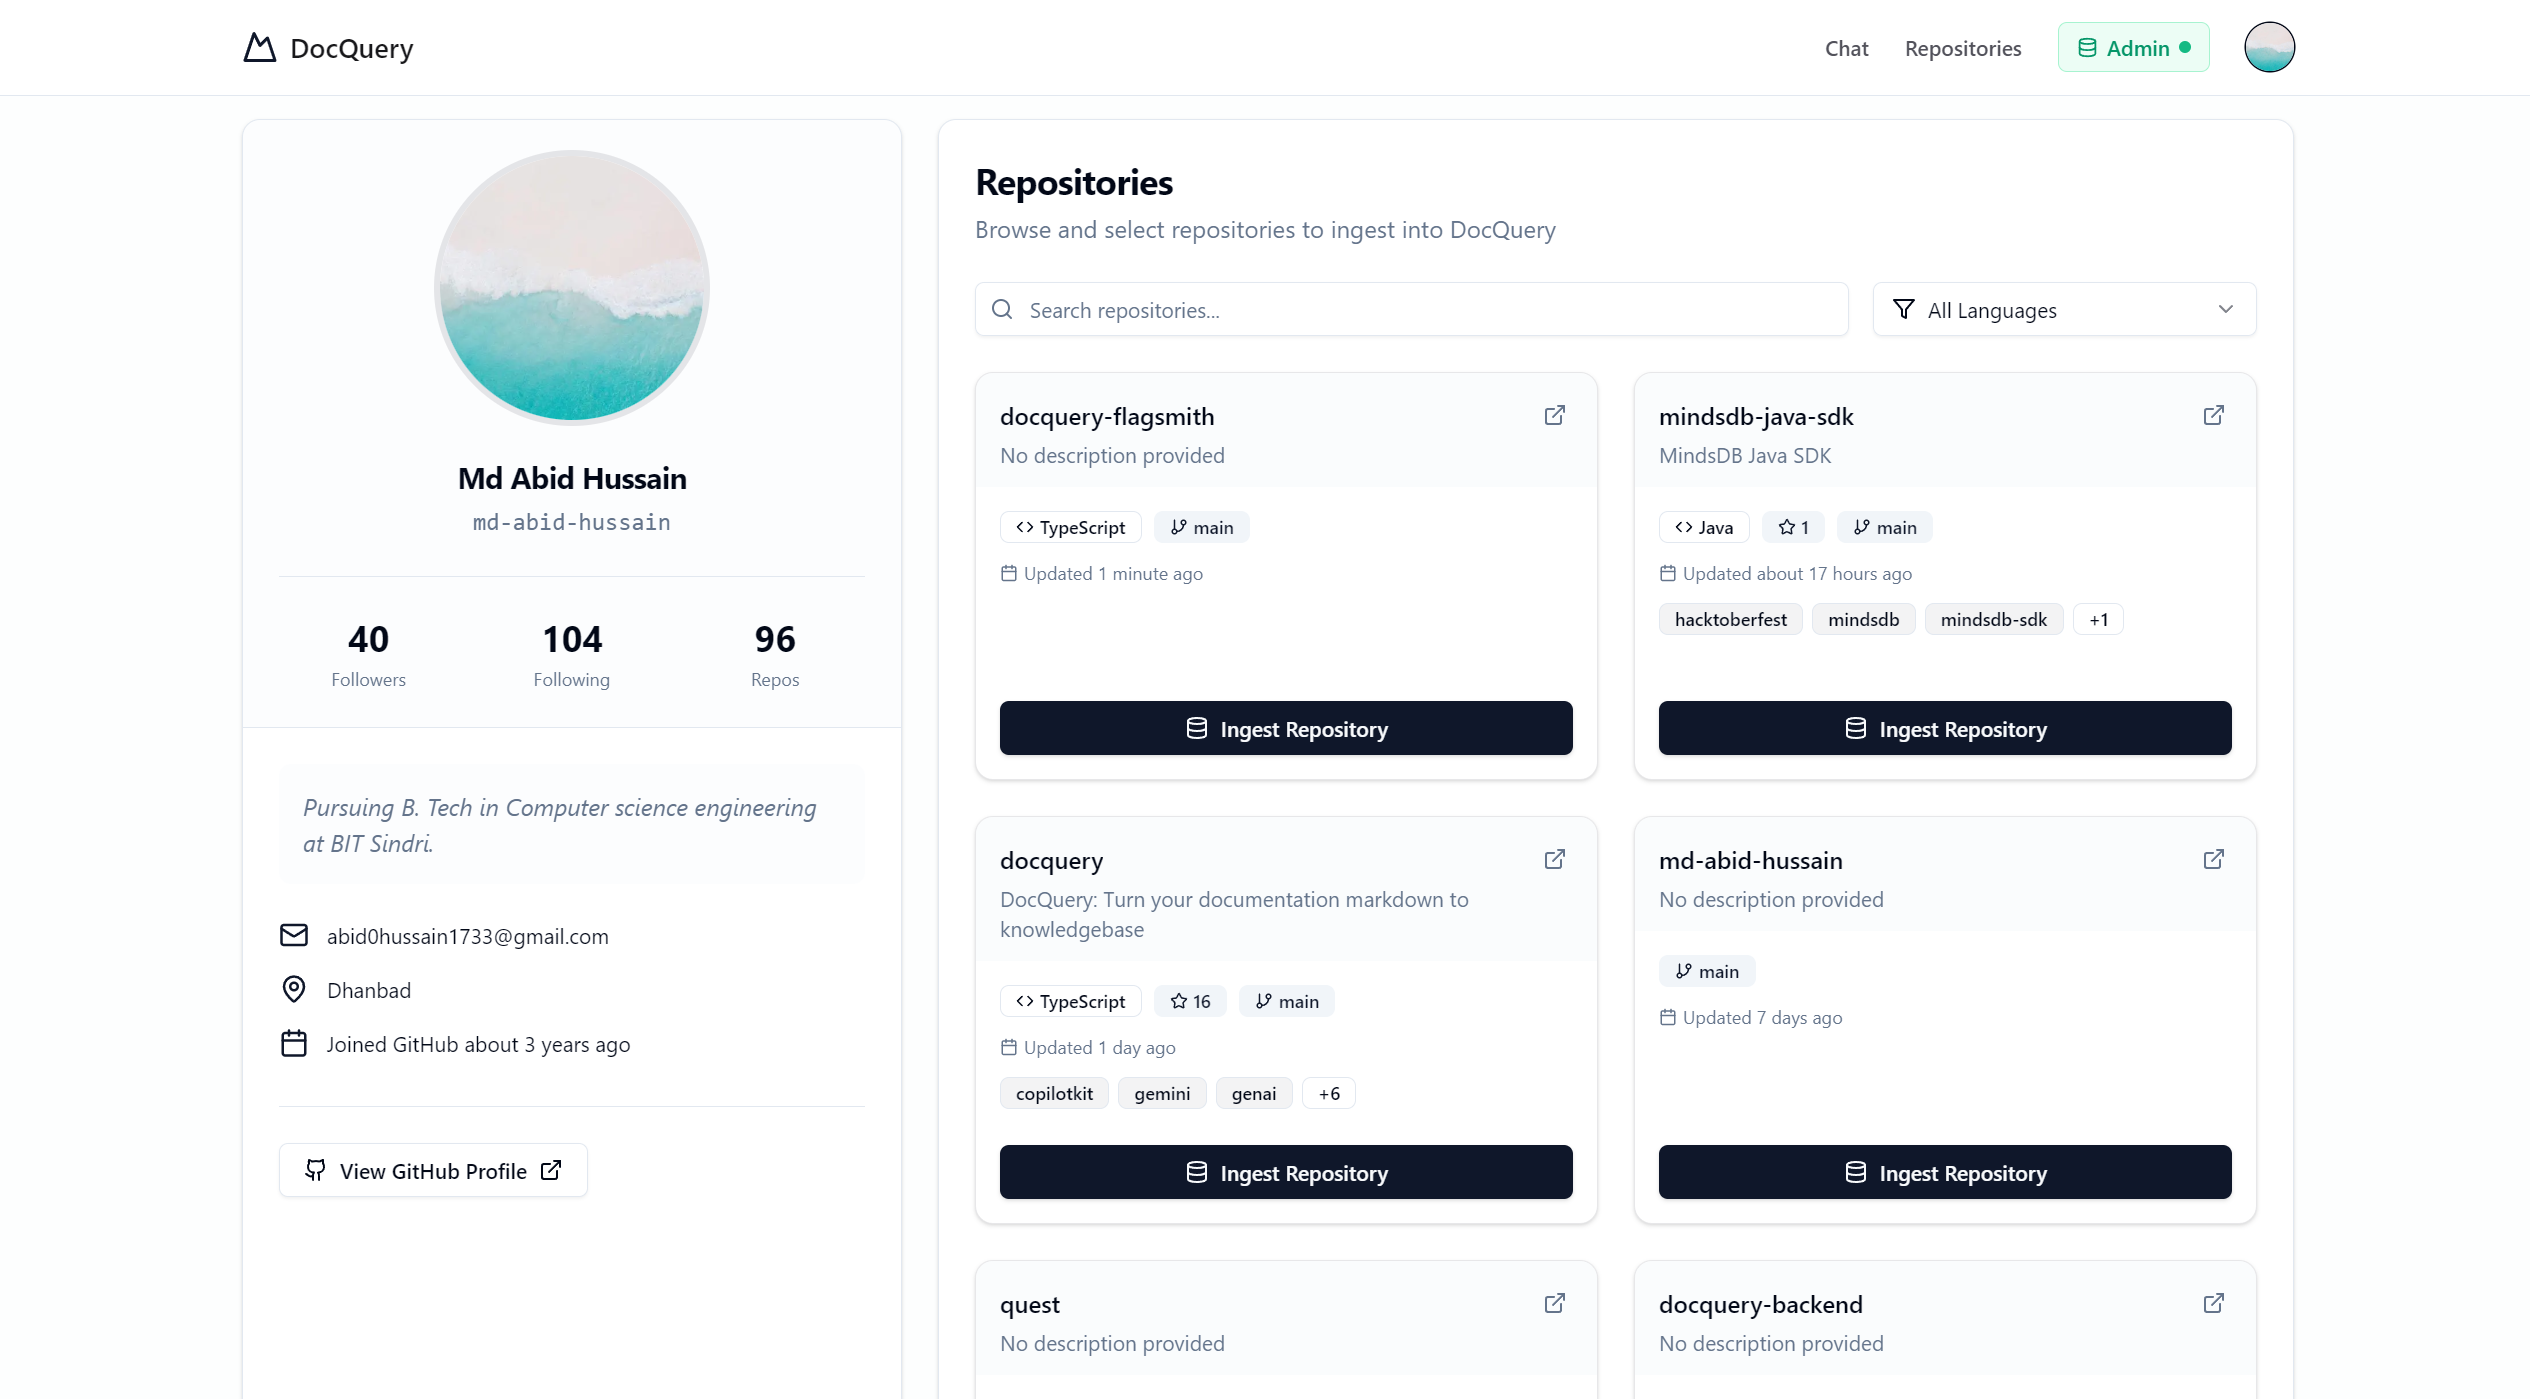 DocQuery
Chat
Repositories
Admin
Md Abid Hussain
md-abid-hussain
40
Followers
104
Following
96
Repos
Pursuing B. Tech in Computer science engineering
at BIT Sindri.
abid0hussain1733@gmail.com
Dhanbad
Joined GitHub about 3 years ago
View GitHub Profile
Repositories
Browse and select repositories to ingest into DocQuery
Search repositories...
All Languages
docquery-flagsmith
No description provided
TypeScript
main
Updated 1 minute ago
Ingest Repository
mindsdb-java-sdk
MindsDB Java SDK
Java
1
main
Updated about 17 hours ago
hacktoberfest
mindsdb
mindsdb-sdk
+1
Ingest Repository
docquery
DocQuery: Turn your documentation markdown to
knowledgebase
TypeScript
16
main
Updated 1 day ago
copilotkit
gemini
genai
+6
Ingest Repository
md-abid-hussain
No description provided
main
Updated 7 days ago
Ingest Repository
quest
No description provided
docquery-backend
No description provided